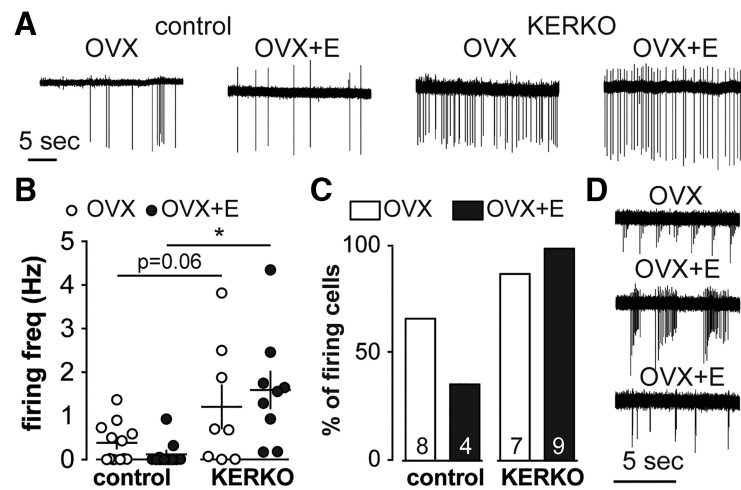 A
control
KERKO
OVX
OVX+E
OVX
OVX+E
5 sec
B
OVX
OVX+E
*
p=0.06
firing freq (Hz)
5
4
3
2
1
0
control
KERKO
C
OVX
OVX+E
% of firing cells
100
50
0
8
4
7
9
control
KERKO
D
OVX
OVX+E
OVX+E
5 sec